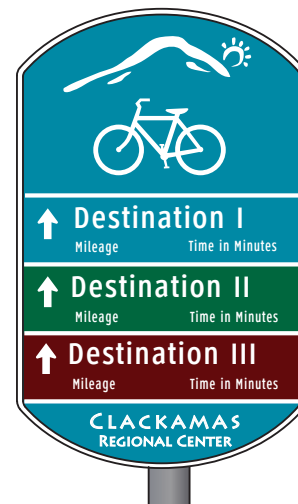 Destination I
Mileage Time in Minutes
Destination II
Mileage Time in Minutes
Destination III
Mileage Time in Minutes
CLACKAMAS
REGIONAL CENTER